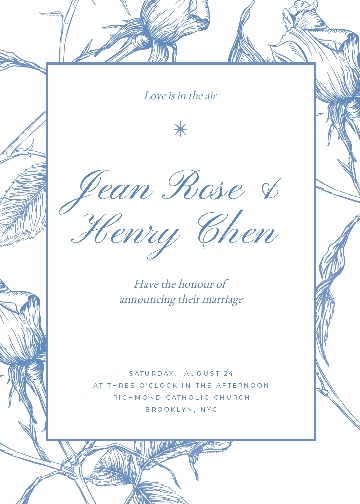 Love is in the air
Jean Rose &
Henry Chen
Have the honour of
announcing their marriage
SATURDAY, AUGUST 24
AT THREE O'CLOCK IN THE AFTERNOON
RICHMOND CATHOLIC CHURCH
BROOKLYN, NYC